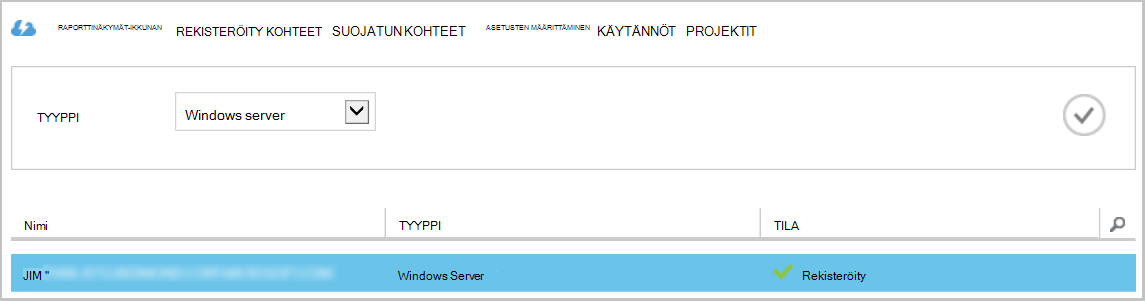 RAPORTTINÄKYMÄT-IKKUNAN REKISTERÖITY KOHTEET SUOJATUN KOHTEET ASETUSTEN MÄÄRITTÄMINEN KÄYTÄNNÖT PROJEKTIT
TYYPPI Windows server
Nimi TYYPPI TILA
JIM " Windows Server Rekisteröity